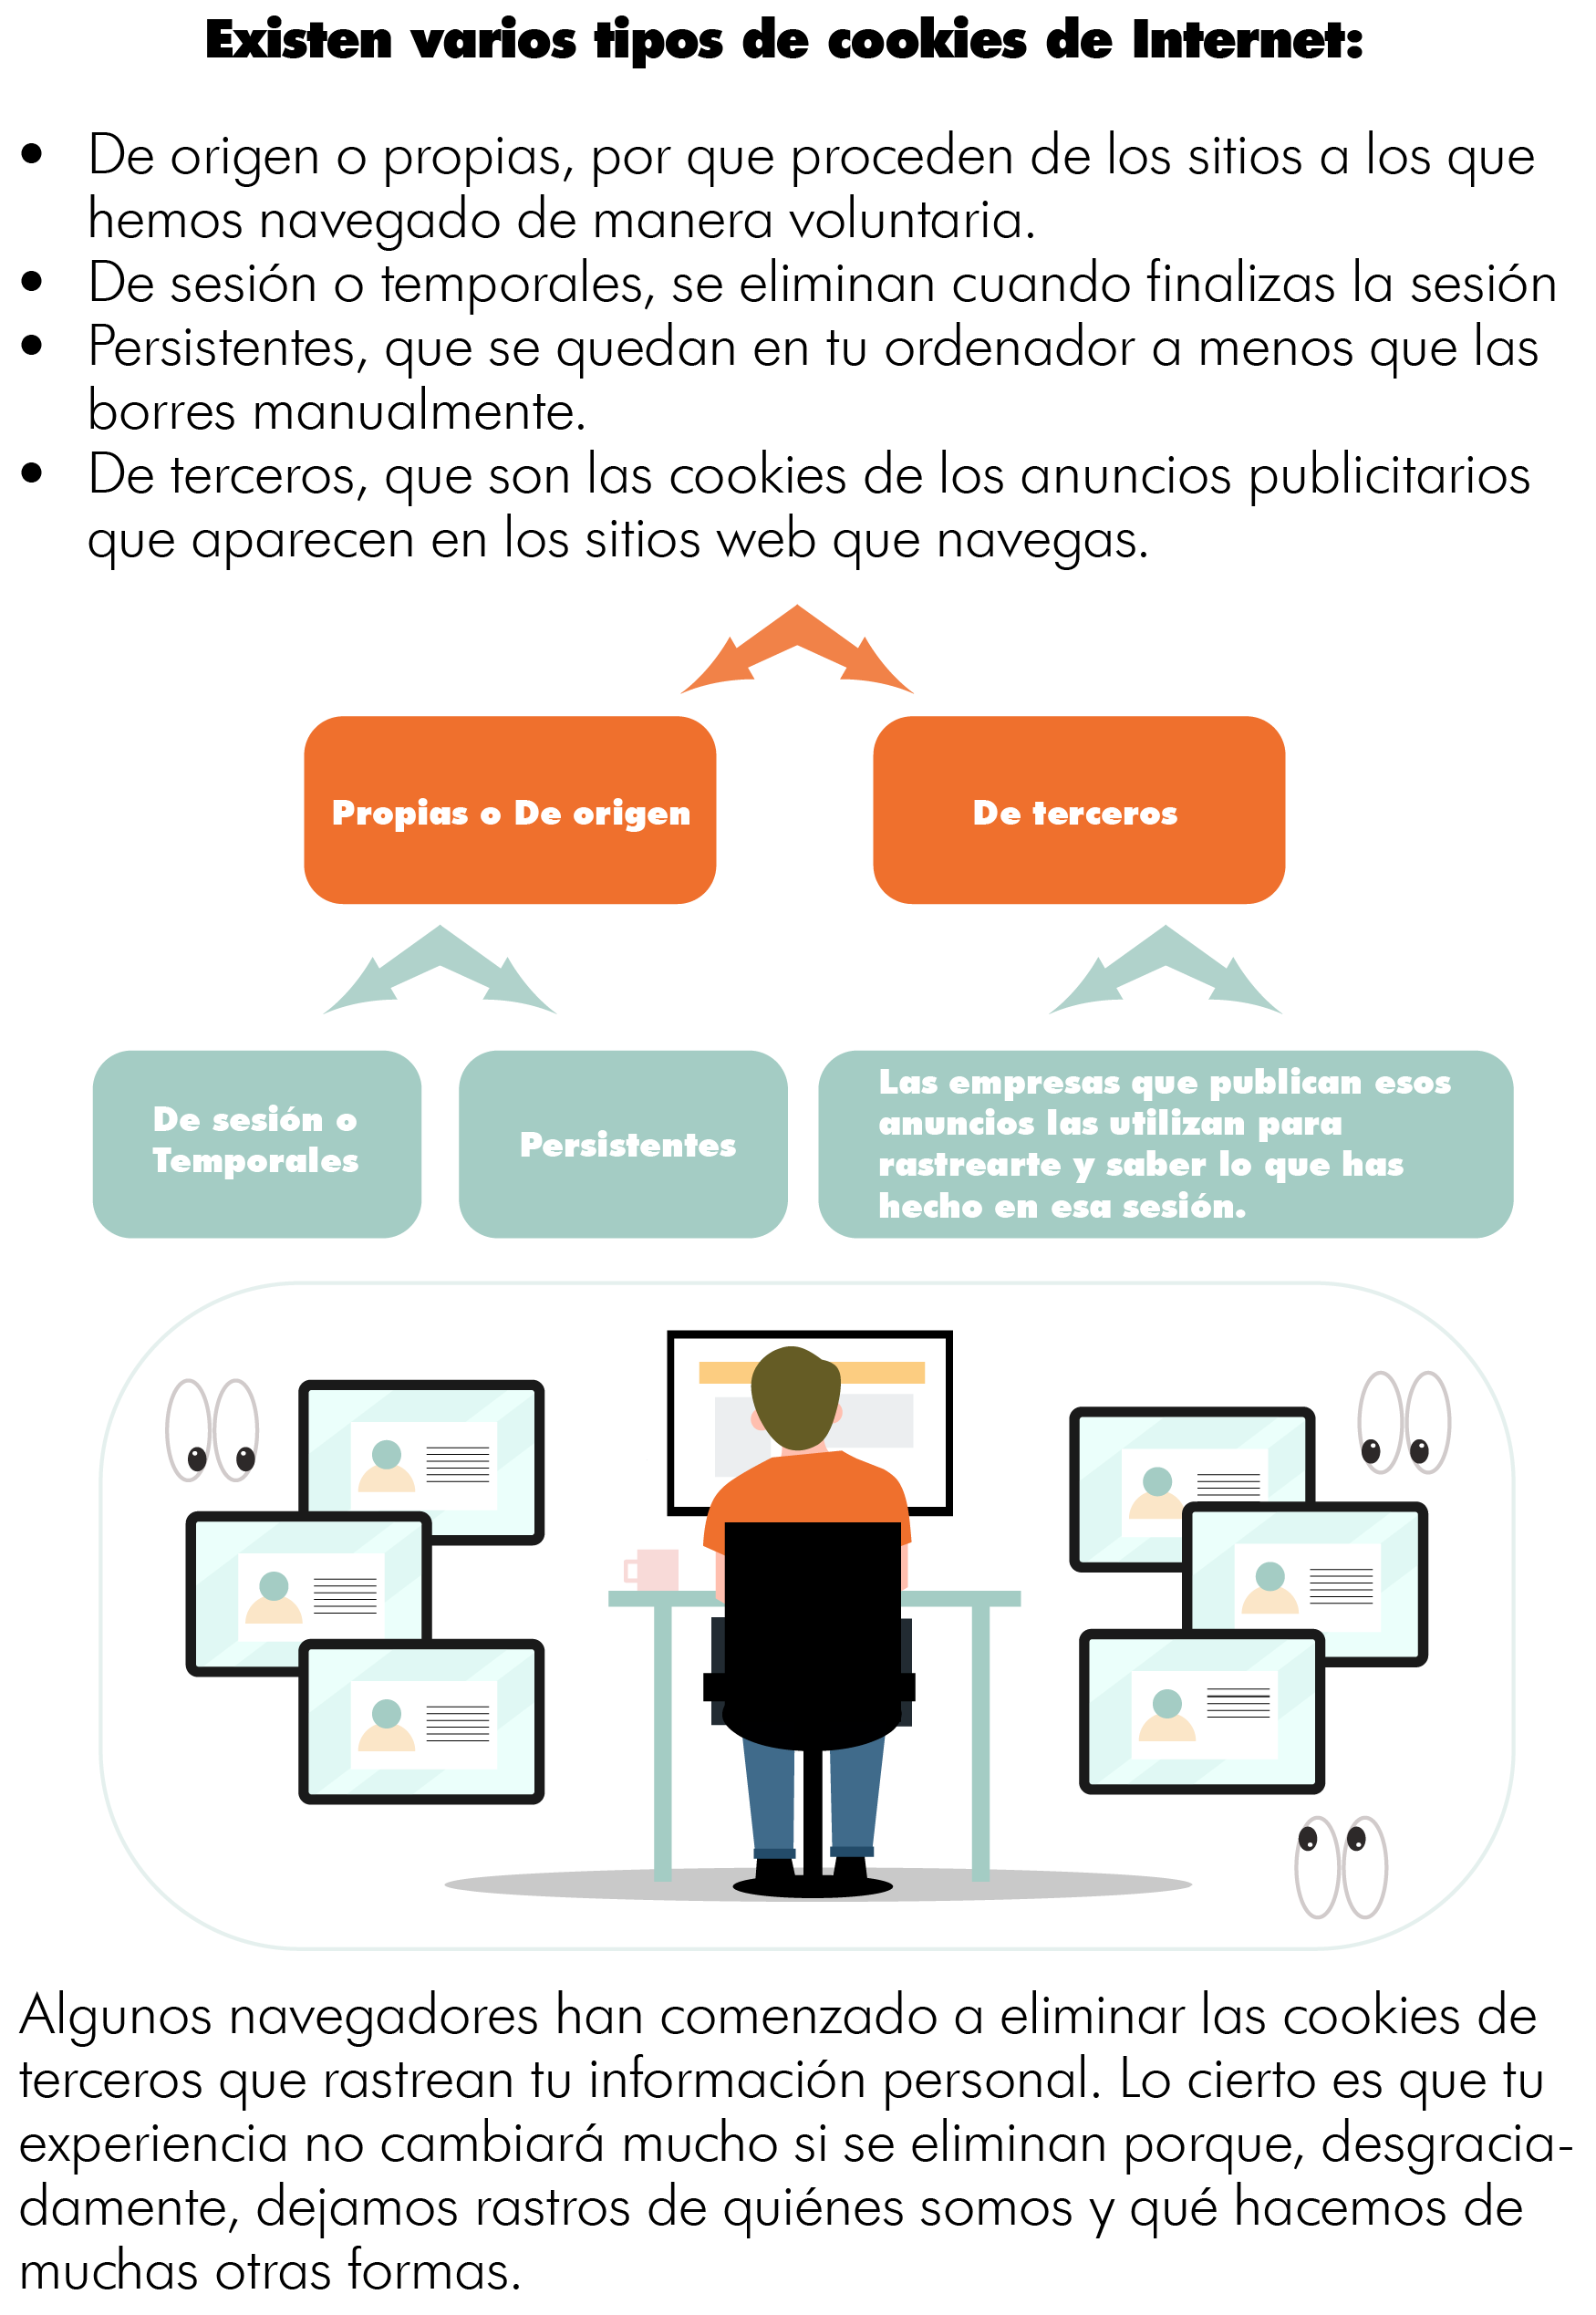 Existen varios tipos de cookies de Internet:
• De origen o propias, por que proceden de los sitios a los que
hemos navegado de manera voluntaria.
• De sesión o temporales, se eliminan cuando finalizas la sesión
• Persistentes, que se quedan en tu ordenador a menos que las
borres manualmente.
• De terceros, que son las cookies de los anuncios publicitarios
que aparecen en los sitios web que navegas.
Propias o De origen
De terceros
De sesión o
Temporales
Persistentes
Las empresas que publican esos
anuncios las utilizan para
rastrearte y saber lo que has
hecho en esa sesión.
Algunos navegadores han comenzado a eliminar las cookies de
terceros que rastrean tu información personal. Lo cierto es que tu
experiencia no cambiará mucho si se eliminan porque, desgracia-
damente, dejamos rastros de quiénes somos y qué hacemos de
muchas otras formas.